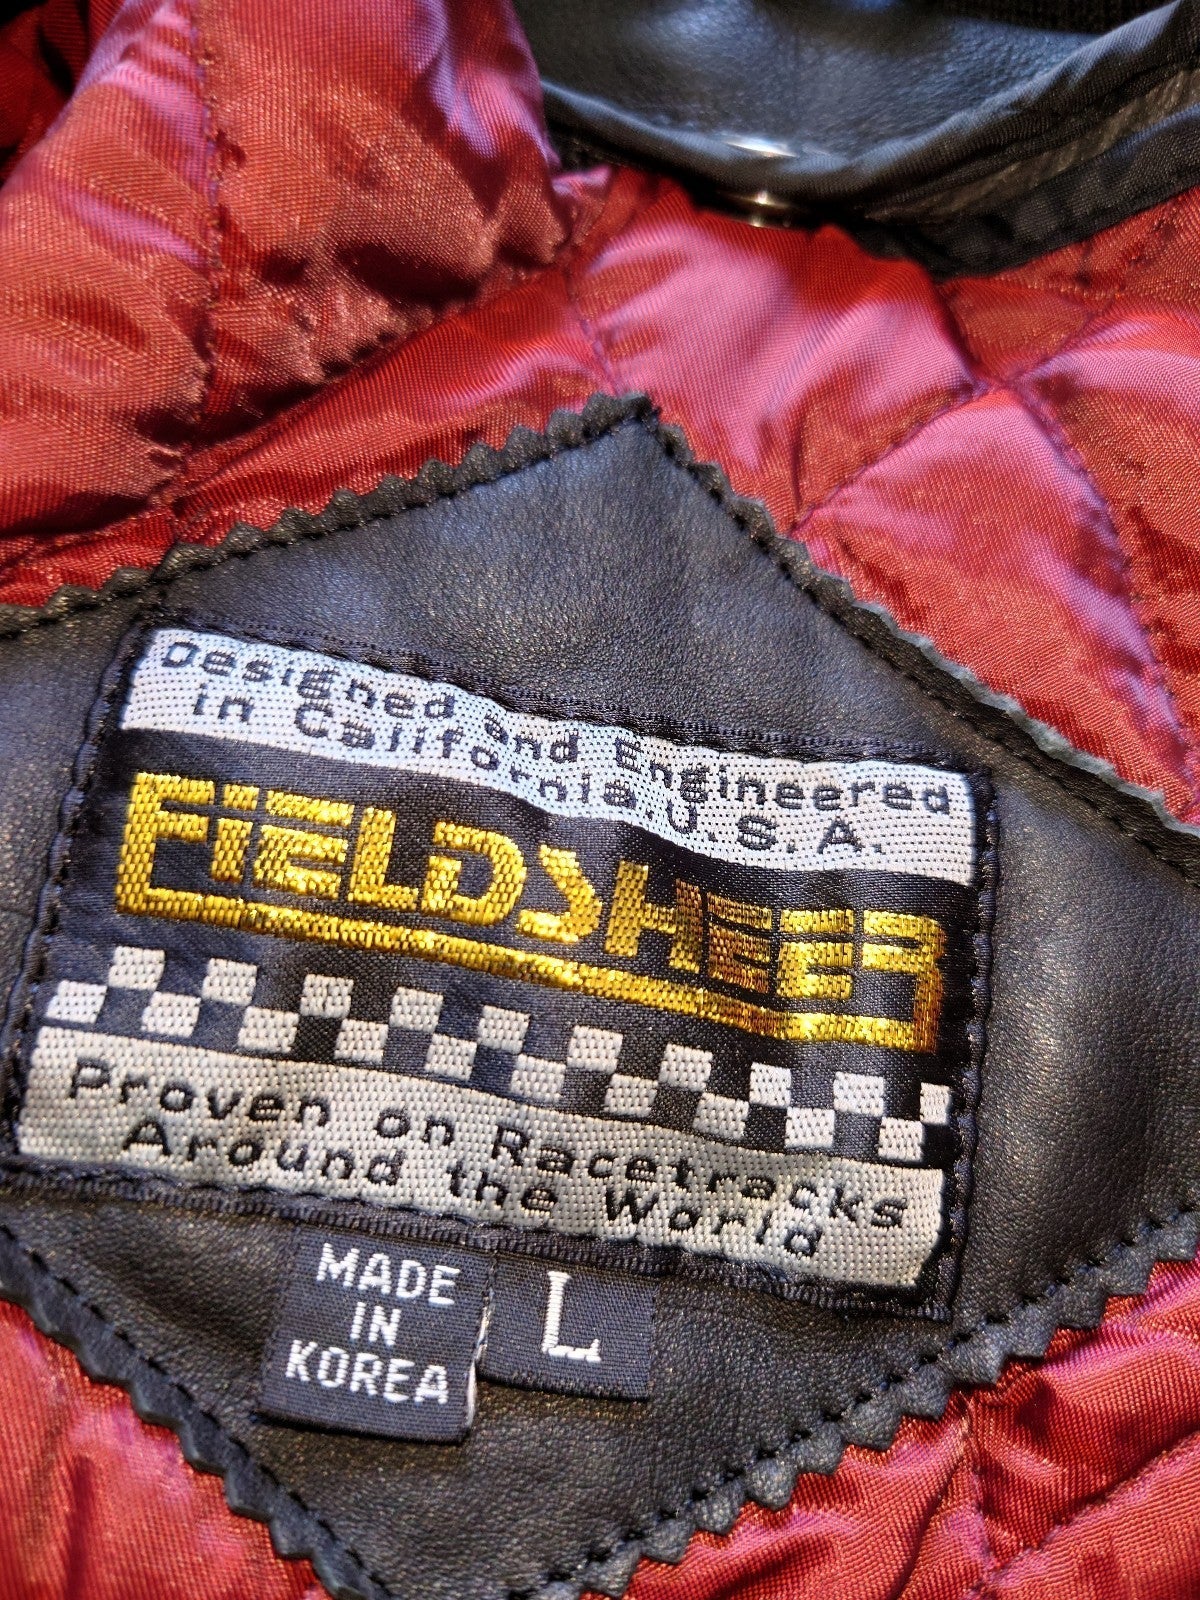 Designed and Engineered
in California.U.S.A.
FiELDSHEER
Proven on Racetracks
Around the World
MADE
IN
KOREA
L